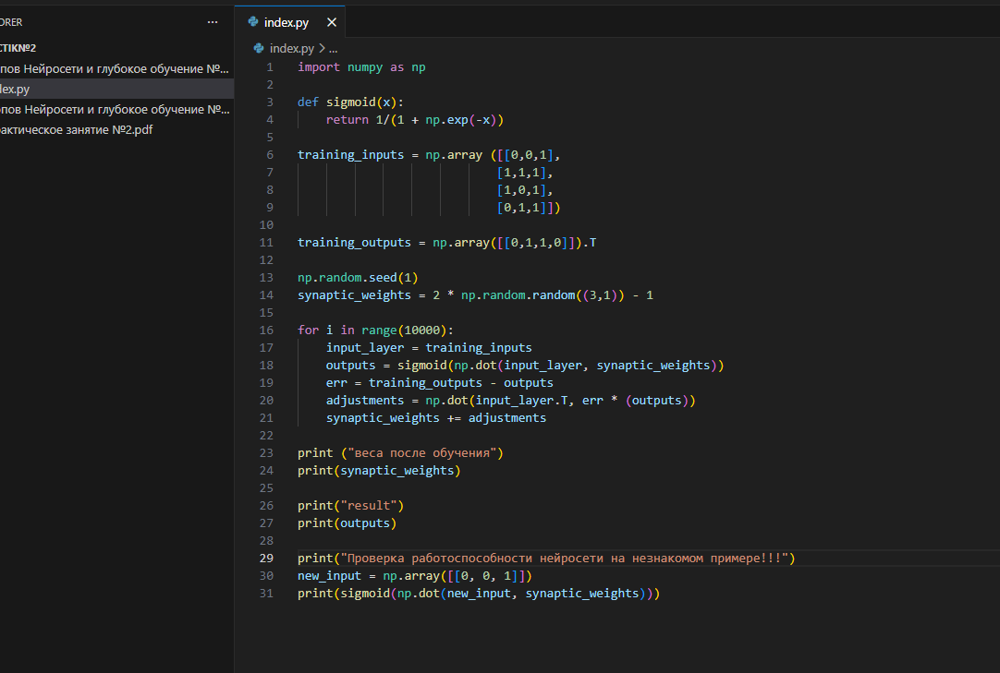 ORER ...
index.py
index.py > ...
пов Нейросети и глубокое обучение №...
ex.py
пов Нейросети и глубокое обучение №...
актическое занятие №2.pdf
1 import numpy as np
2
3 def sigmoid(x):
4 return 1/(1 + np.exp(-x))
5
6 training_inputs = np.array ([[0,0,1],
7 [1,1,1],
8 [1,0,1],
9 [0,1,1]])
10
11 training_outputs = np.array([[0,1,1,0]]).T
12
13 np.random.seed(1)
14 synaptic_weights = 2 * np.random.random((3,1)) - 1
15
16 for i in range(10000):
17 input_layer = training_inputs
18 outputs = sigmoid(np.dot(input_layer, synaptic_weights))
19 err = training_outputs - outputs
20 adjustments = np.dot(input_layer.T, err * (outputs))
21 synaptic_weights += adjustments
22
23 print ("веса после обучения")
24 print(synaptic_weights)
25
26 print("result")
27 print(outputs)
28
29 print("Проверка работоспособности нейросети на незнакомом примере!!!")
30 new_input = np.array([[0, 0, 1]])
31 print(sigmoid(np.dot(new_input, synaptic_weights)))